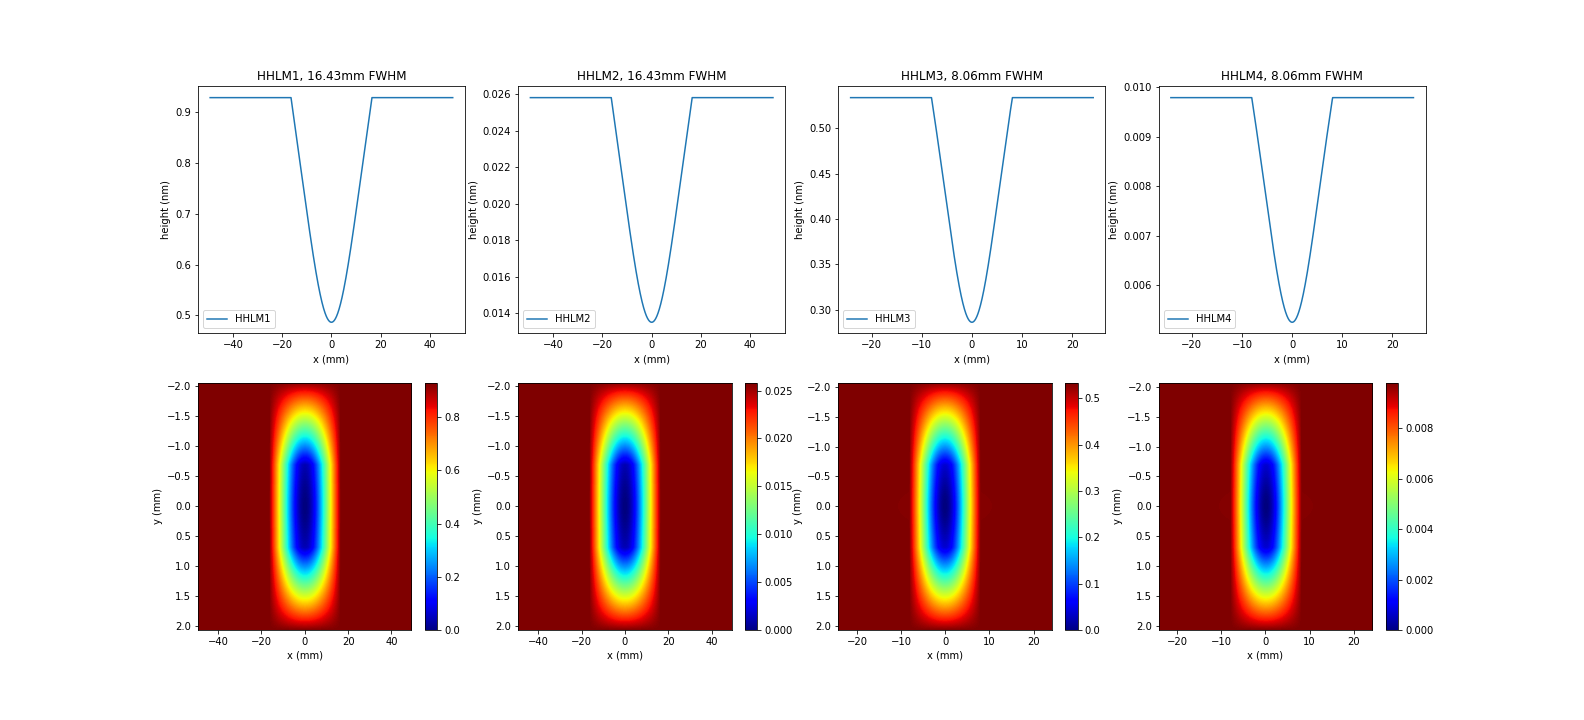 HHLM1, 16.43mm FWHM
0.9
0.8
0.7
0.6
0.5
height (nm)
HHLM1
−40 −20 0 20 40
x (mm)
HHLM2, 16.43mm FWHM
0.026
0.024
0.022
0.020
0.018
0.016
0.014
height (nm)
HHLM2
−40 −20 0 20 40
x (mm)
HHLM3, 8.06mm FWHM
0.50
0.45
0.40
0.35
0.30
height (nm)
HHLM3
−20 −10 0 10 20
x (mm)
HHLM4, 8.06mm FWHM
0.010
0.009
0.008
0.007
0.006
height (nm)
HHLM4
−20 −10 0 10 20
x (mm)
−2.0
−1.5
−1.0
−0.5
0.0
0.5
1.0
1.5
2.0
y (mm)
−40 −20 0 20 40
x (mm)
0.8
0.6
0.4
0.2
0.0
−2.0
−1.5
−1.0
−0.5
0.0
0.5
1.0
1.5
2.0
y (mm)
−40 −20 0 20 40
x (mm)
0.025
0.020
0.015
0.010
0.005
0.000
−2.0
−1.5
−1.0
−0.5
0.0
0.5
1.0
1.5
2.0
y (mm)
−20 −10 0 10 20
x (mm)
0.5
0.4
0.3
0.2
0.1
0.0
−2.0
−1.5
−1.0
−0.5
0.0
0.5
1.0
1.5
2.0
y (mm)
−20 −10 0 10 20
x (mm)
0.008
0.006
0.004
0.002
0.000